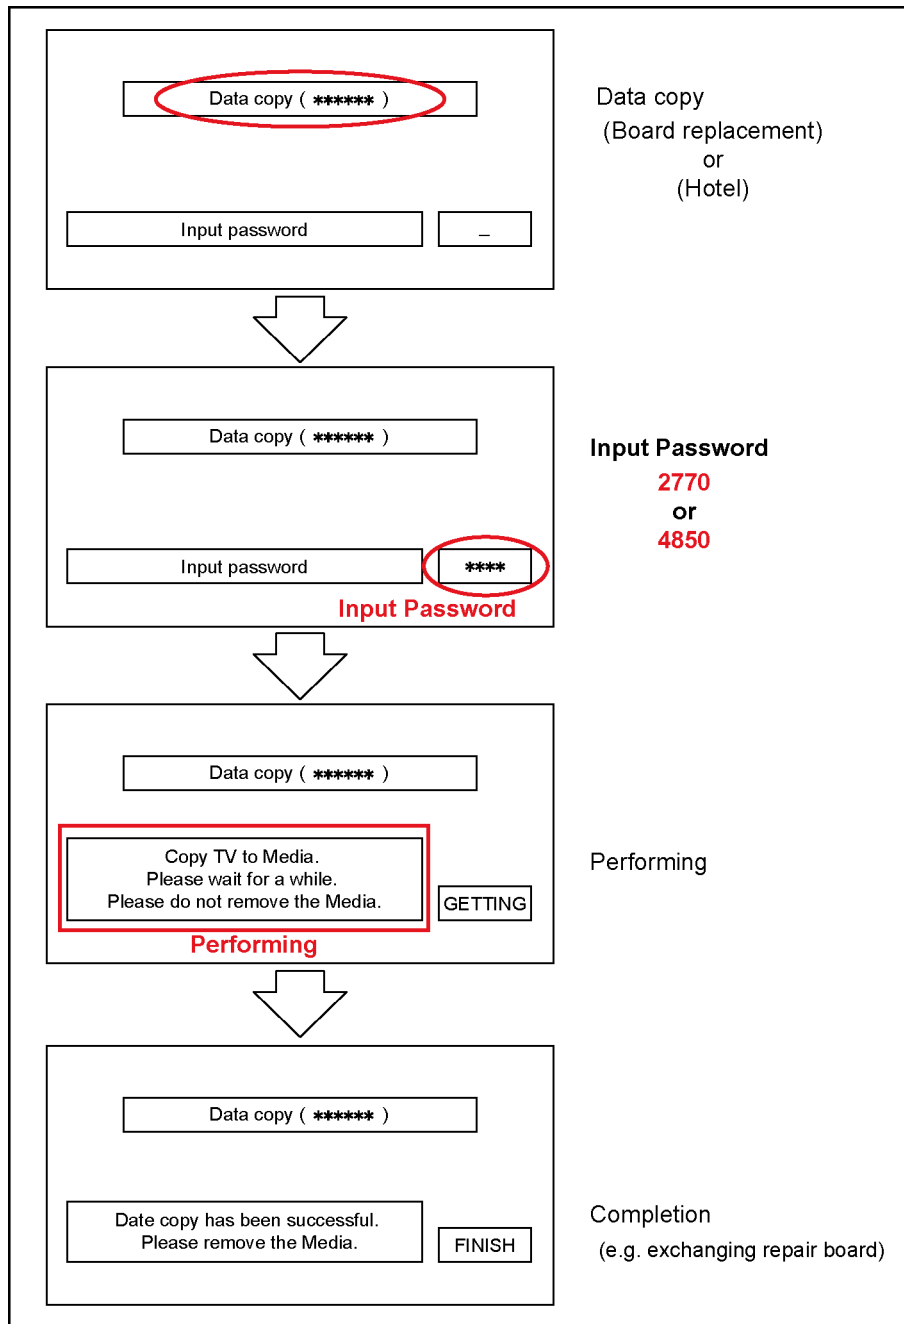 Data copy ( ****** )
Data copy
(Board replacement)
or
(Hotel)
Input password
_
Data copy ( ****** )
Input Password
2770
or
4850
Input password
****
Input Password
Data copy ( ****** )
Copy TV to Media.
Please wait for a while.
Please do not remove the Media.
GETTING
Performing
Performing
Data copy ( ****** )
Date copy has been successful.
Please remove the Media.
FINISH
Completion
(e.g. exchanging repair board)